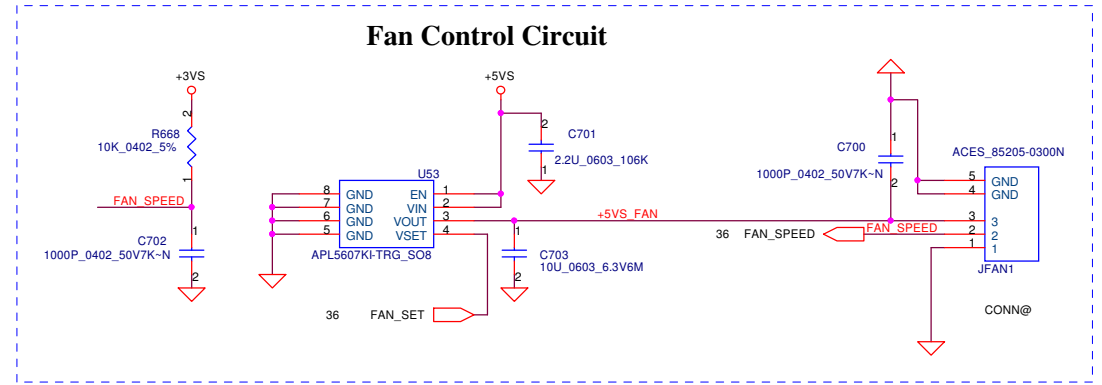 Fan Control Circuit
+3VS
2
R668
10K_0402_5%
1
FAN_SPEED
1
C702
1000P_0402_50V7K~N
2
+5VS
2
C701
2.2U_0603_106K
1
U53
8 GND EN 1
7 GND VIN 2
6 GND VOUT 3
5 GND VSET 4
APL5607KI-TRG_SO8
1
C703
10U_0603_6.3V6M
2
36 FAN_SET
+5VS_FAN
1
C700
1000P_0402_50V7K~N
2
ACES_85205-0300N
5 GND
4 GND
3 3
2 2
1 1
36 FAN_SPEED FAN_SPEED
JFAN1
CONN@